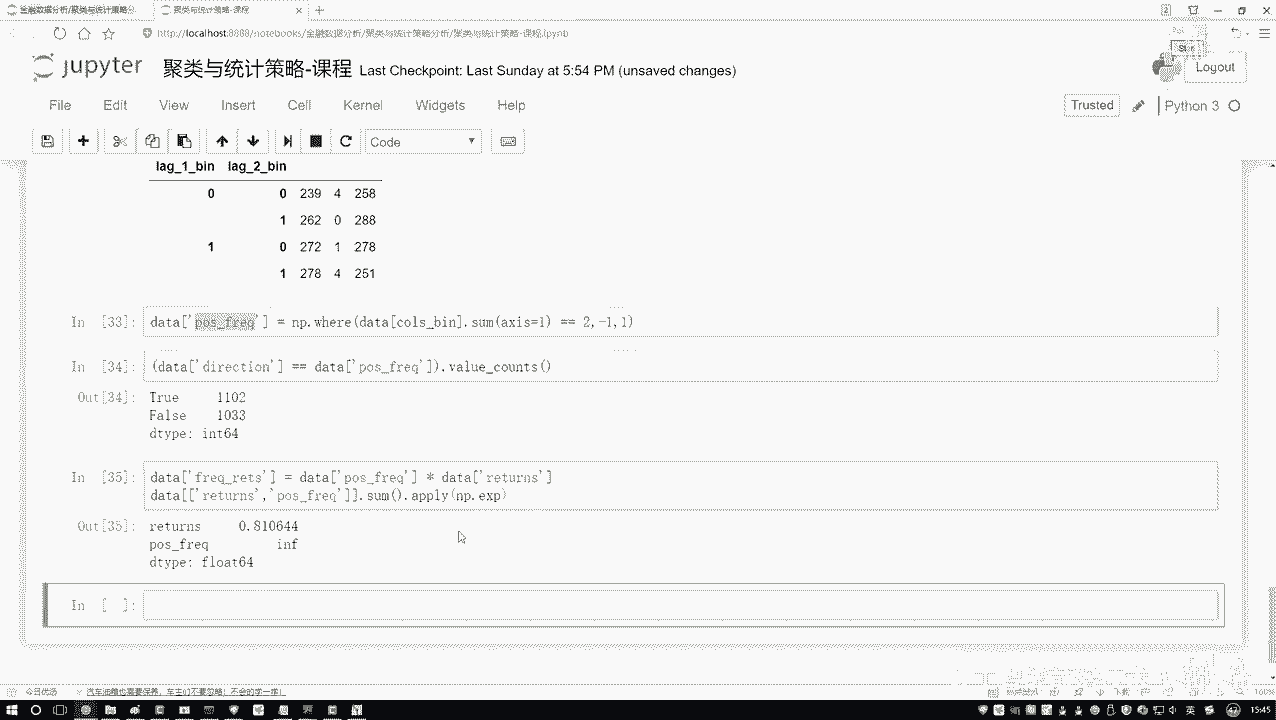 金融数据分析/聚类与统计策略分
聚类与统计策略-课程
http://localhost:8888/notebooks/金融数据分析/聚类与统计策略分析/聚类与统计策略-课程.ipynb
jupyter 聚类与统计策略-课程 Last Checkpoint: Last Sunday at 5:54 PM (unsaved changes)
Logout
File Edit View Insert Cell Kernel Widgets Help
Trusted Python 3
Code
lag_1_bin lag_2_bin
0 0 239 4 258
1 262 0 288
1 0 272 1 278
1 278 4 251
In [33]: data['pos_freq'] = np.where(data[cols_bin].sum(axis=1) == 2,-1,1)
In [34]: (data['direction'] == data['pos_freq']).value_counts()
Out[34]: True 1102
False 1033
dtype: int64
In [35]: data['freq_rets'] = data['pos_freq'] * data['returns']
data[['returns','pos_freq']].sum().apply(np.exp)
Out[35]: returns 0.810644
pos_freq inf
dtype: float64
In [ ]:
今日优选
汽车油箱也需要保养，车主们不要忽略！不会的学一推！
100%
英
15:45